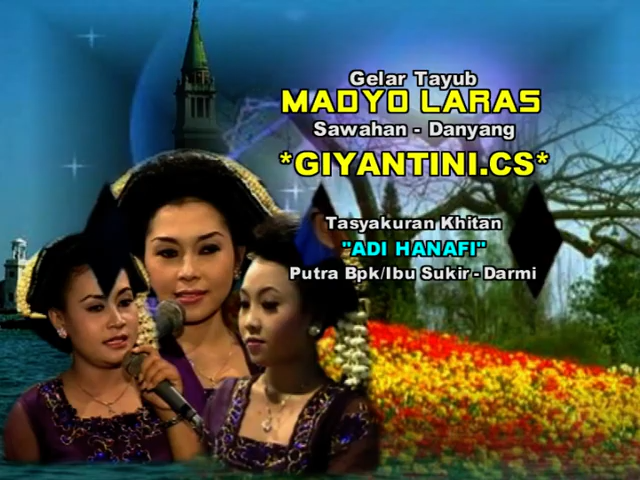 Gelar Tayub
MADYO LARAS
Sawahan - Danyang
*GIYANTINI.CS*
Tasyakuran Khitan
"ADI HANAFI"
Putra Bpk/Ibu Sukir - Darmi